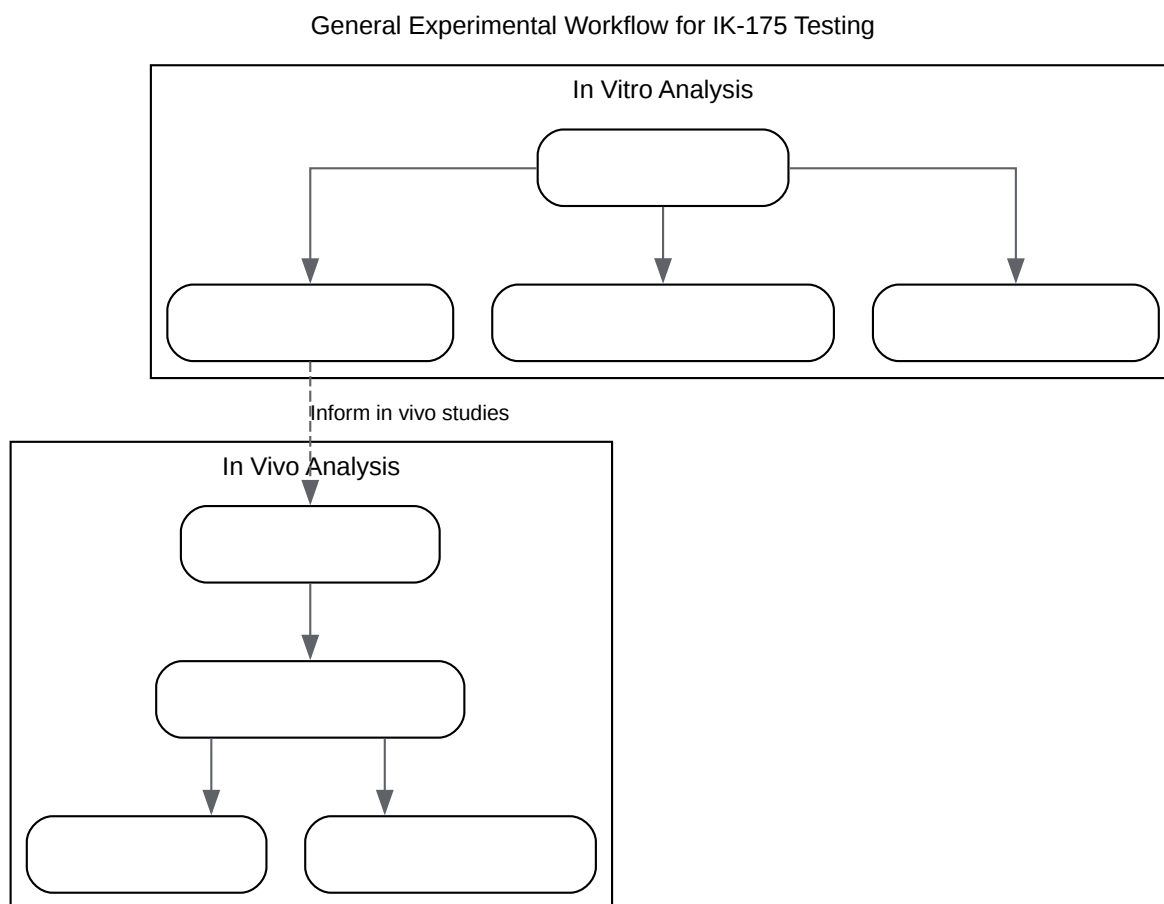 General Experimental Workflow for IK-175 Testing
In Vitro Analysis
Inform in vivo studies
In Vivo Analysis